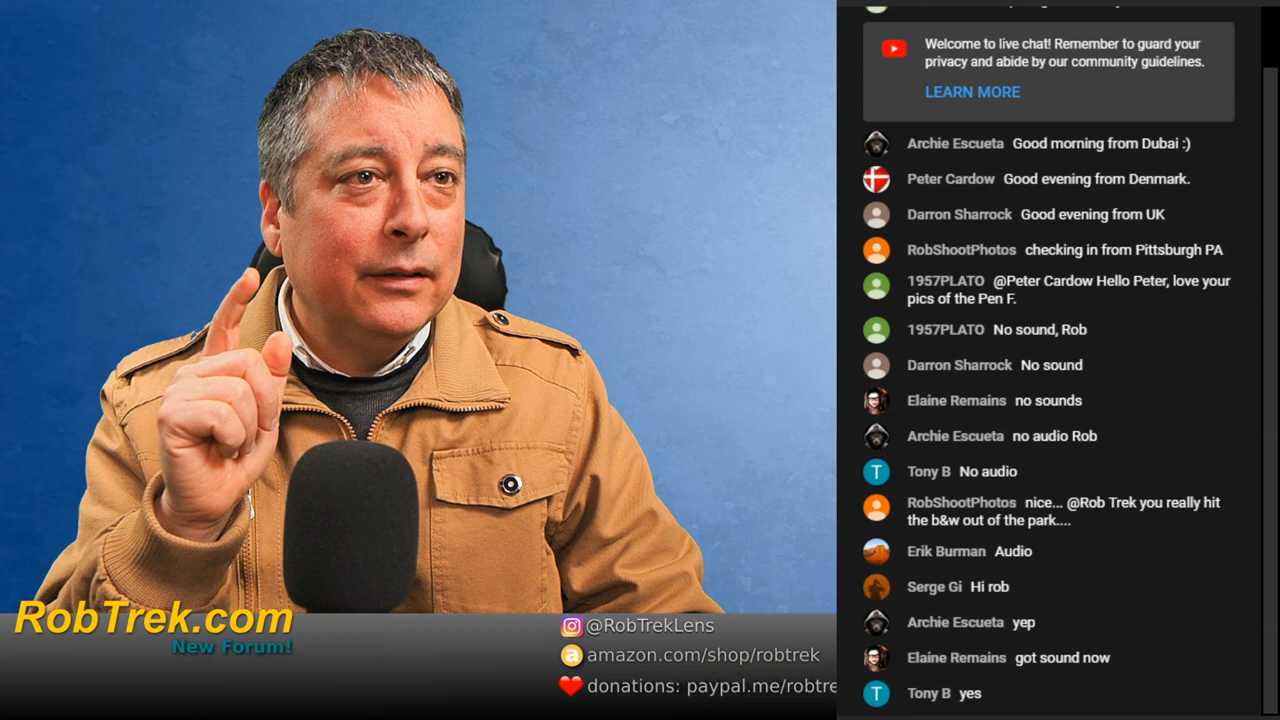 Welcome to live chat! Remember to guard your
privacy and abide by our community guidelines.
LEARN MORE
Archie Escueta Good morning from Dubai :)
Peter Cardow Good evening from Denmark.
Darron Sharrock Good evening from UK
RobShootPhotos checking in from Pittsburgh PA
1957PLATO @Peter Cardow Hello Peter, love your
pics of the Pen F.
1957PLATO No sound, Rob
Darron Sharrock No sound
Elaine Remains no sounds
Archie Escueta no audio Rob
T Tony B No audio
RobShootPhotos nice... @Rob Trek you really hit
the b&w out of the park....
Erik Burman Audio
Serge Gi Hi rob
Archie Escueta yep
Elaine Remains got sound now
T Tony B yes
RobTrek.com
New Forum!
@RobTrekLens
a amazon.com/shop/robtrek
donations: paypal.me/robtre